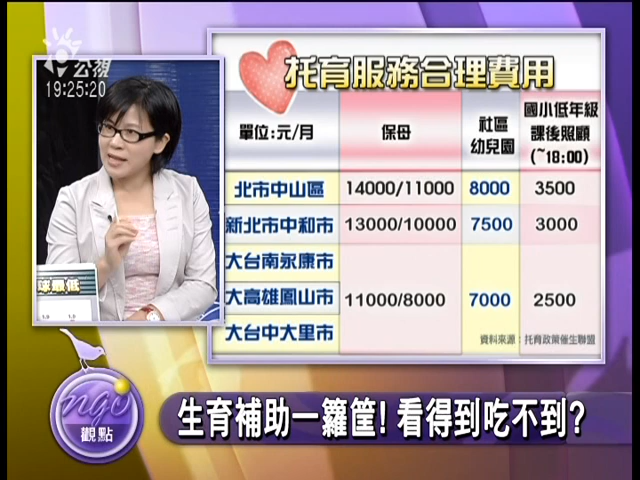 公視
19:25:20
托育服務合理費用
單位:元/月
保母
社區
幼兒園
國小低年級
課後照顧
(~18:00)
北市中山區 14000/11000 8000 3500
新北市中和市 13000/10000 7500 3000
大台南永康市
大高雄鳳山市 11000/8000 7000 2500
大台中大里市
資料來源：托育政策催生聯盟
球最低
ngo
觀點
生育補助一籮筐!看得到吃不到?